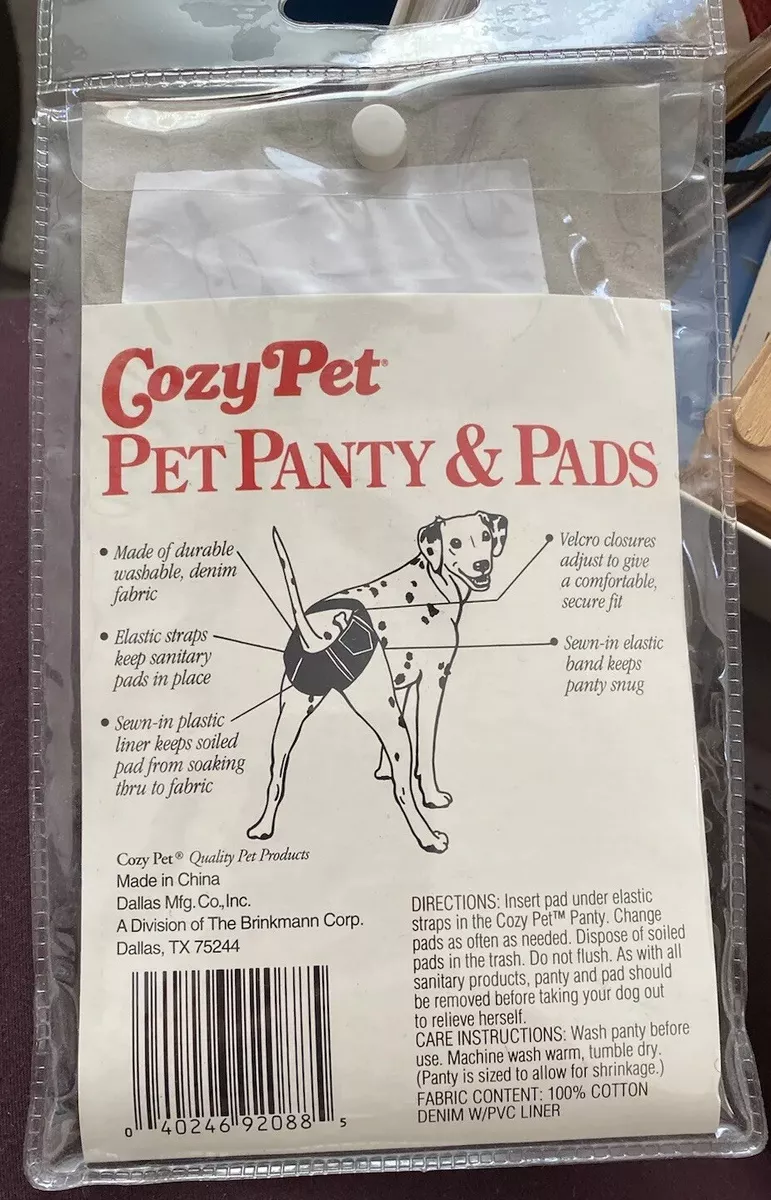 Cozy Pet®
PET PANTY & PADS
• Made of durable
washable, denim
fabric
• Elastic straps
keep sanitary
pads in place
• Sewn-in plastic
liner keeps soiled
pad from soaking
thru to fabric
• Velcro closures
adjust to give
a comfortable,
secure fit
• Sewn-in elastic
band keeps
panty snug
Cozy Pet® Quality Pet Products
Made in China
Dallas Mfg. Co., Inc.
A Division of The Brinkmann Corp.
Dallas, TX 75244
0 40246 92088 5
DIRECTIONS: Insert pad under elastic
straps in the Cozy Pet™ Panty. Change
pads as often as needed. Dispose of soiled
pads in the trash. Do not flush. As with all
sanitary products, panty and pad should
be removed before taking your dog out
to relieve herself.
CARE INSTRUCTIONS: Wash panty before
use. Machine wash warm, tumble dry.
(Panty is sized to allow for shrinkage.)
FABRIC CONTENT: 100% COTTON
DENIM W/PVC LINER